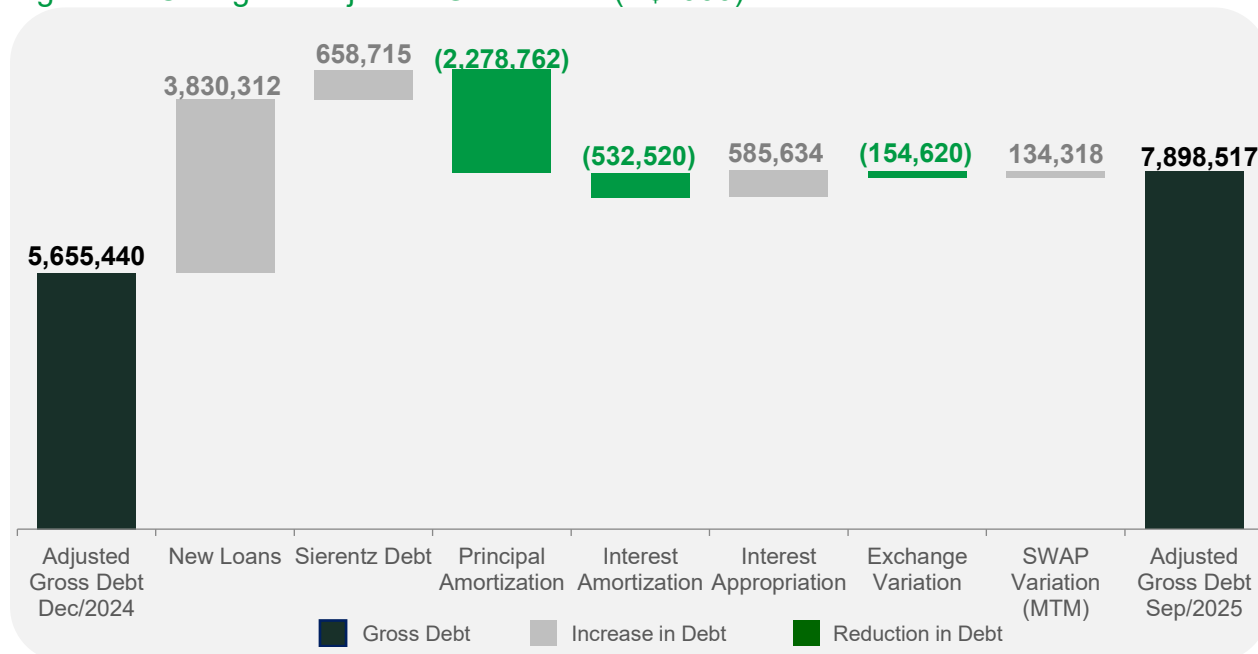 5,655,440
3,830,312
658,715
(2,278,762)
(532,520)
585,634
(154,620)
134,318
7,898,517
Adjusted
Gross Debt
Dec/2024
New Loans
Sierentz Debt
Principal
Amortization
Interest
Amortization
Interest
Appropriation
Exchange
Variation
SWAP
Variation
(MTM)
Adjusted
Gross Debt
Sep/2025
Gross Debt
Increase in Debt
Reduction in Debt